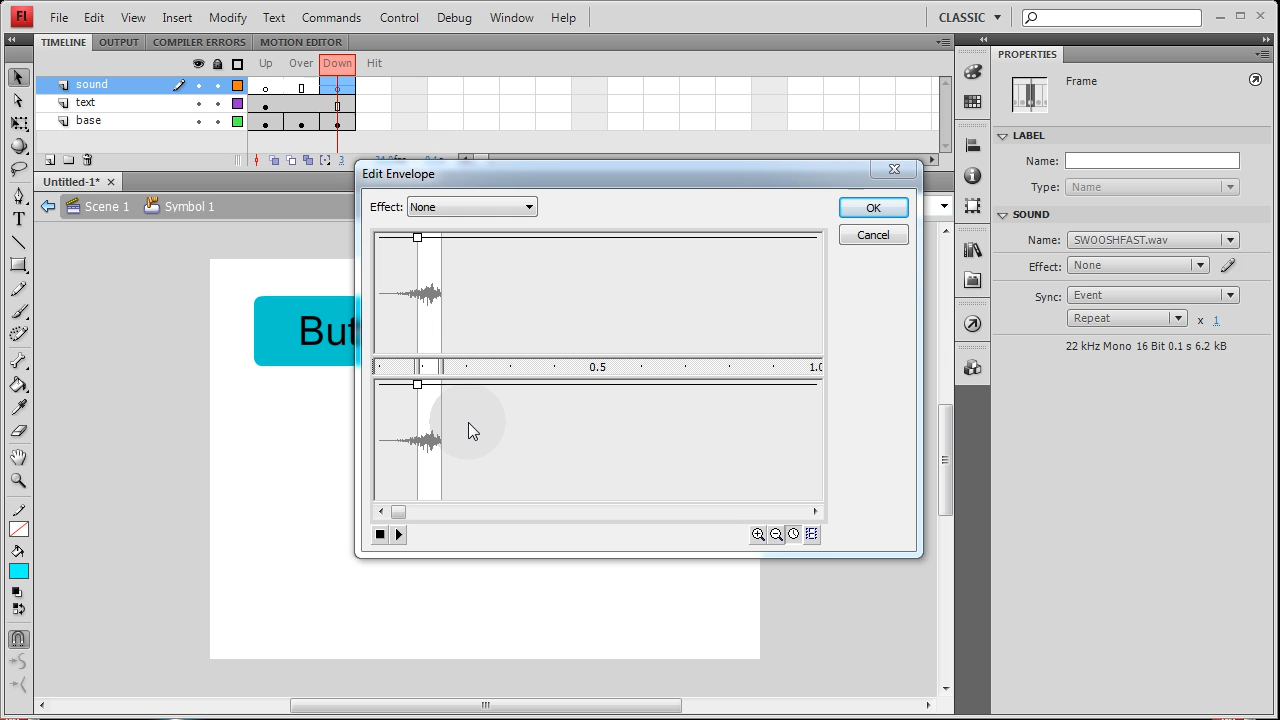 Fl File Edit View Insert Modify Text Commands Control Debug Window Help CLASSIC
TIMELINE OUTPUT COMPILER ERRORS MOTION EDITOR
PROPERTIES
Up Over Down Hit
sound
text
base
3
Frame
LABEL
Name:
Type: Name
SOUND
Name: SWOOSHFAST.wav
Effect: None
Sync: Event
Repeat x 1
22 kHz Mono 16 Bit 0.1 s 6.2 kB
Untitled-1*
Scene 1 Symbol 1
But
Edit Envelope
Effect: None
OK
Cancel
0.5